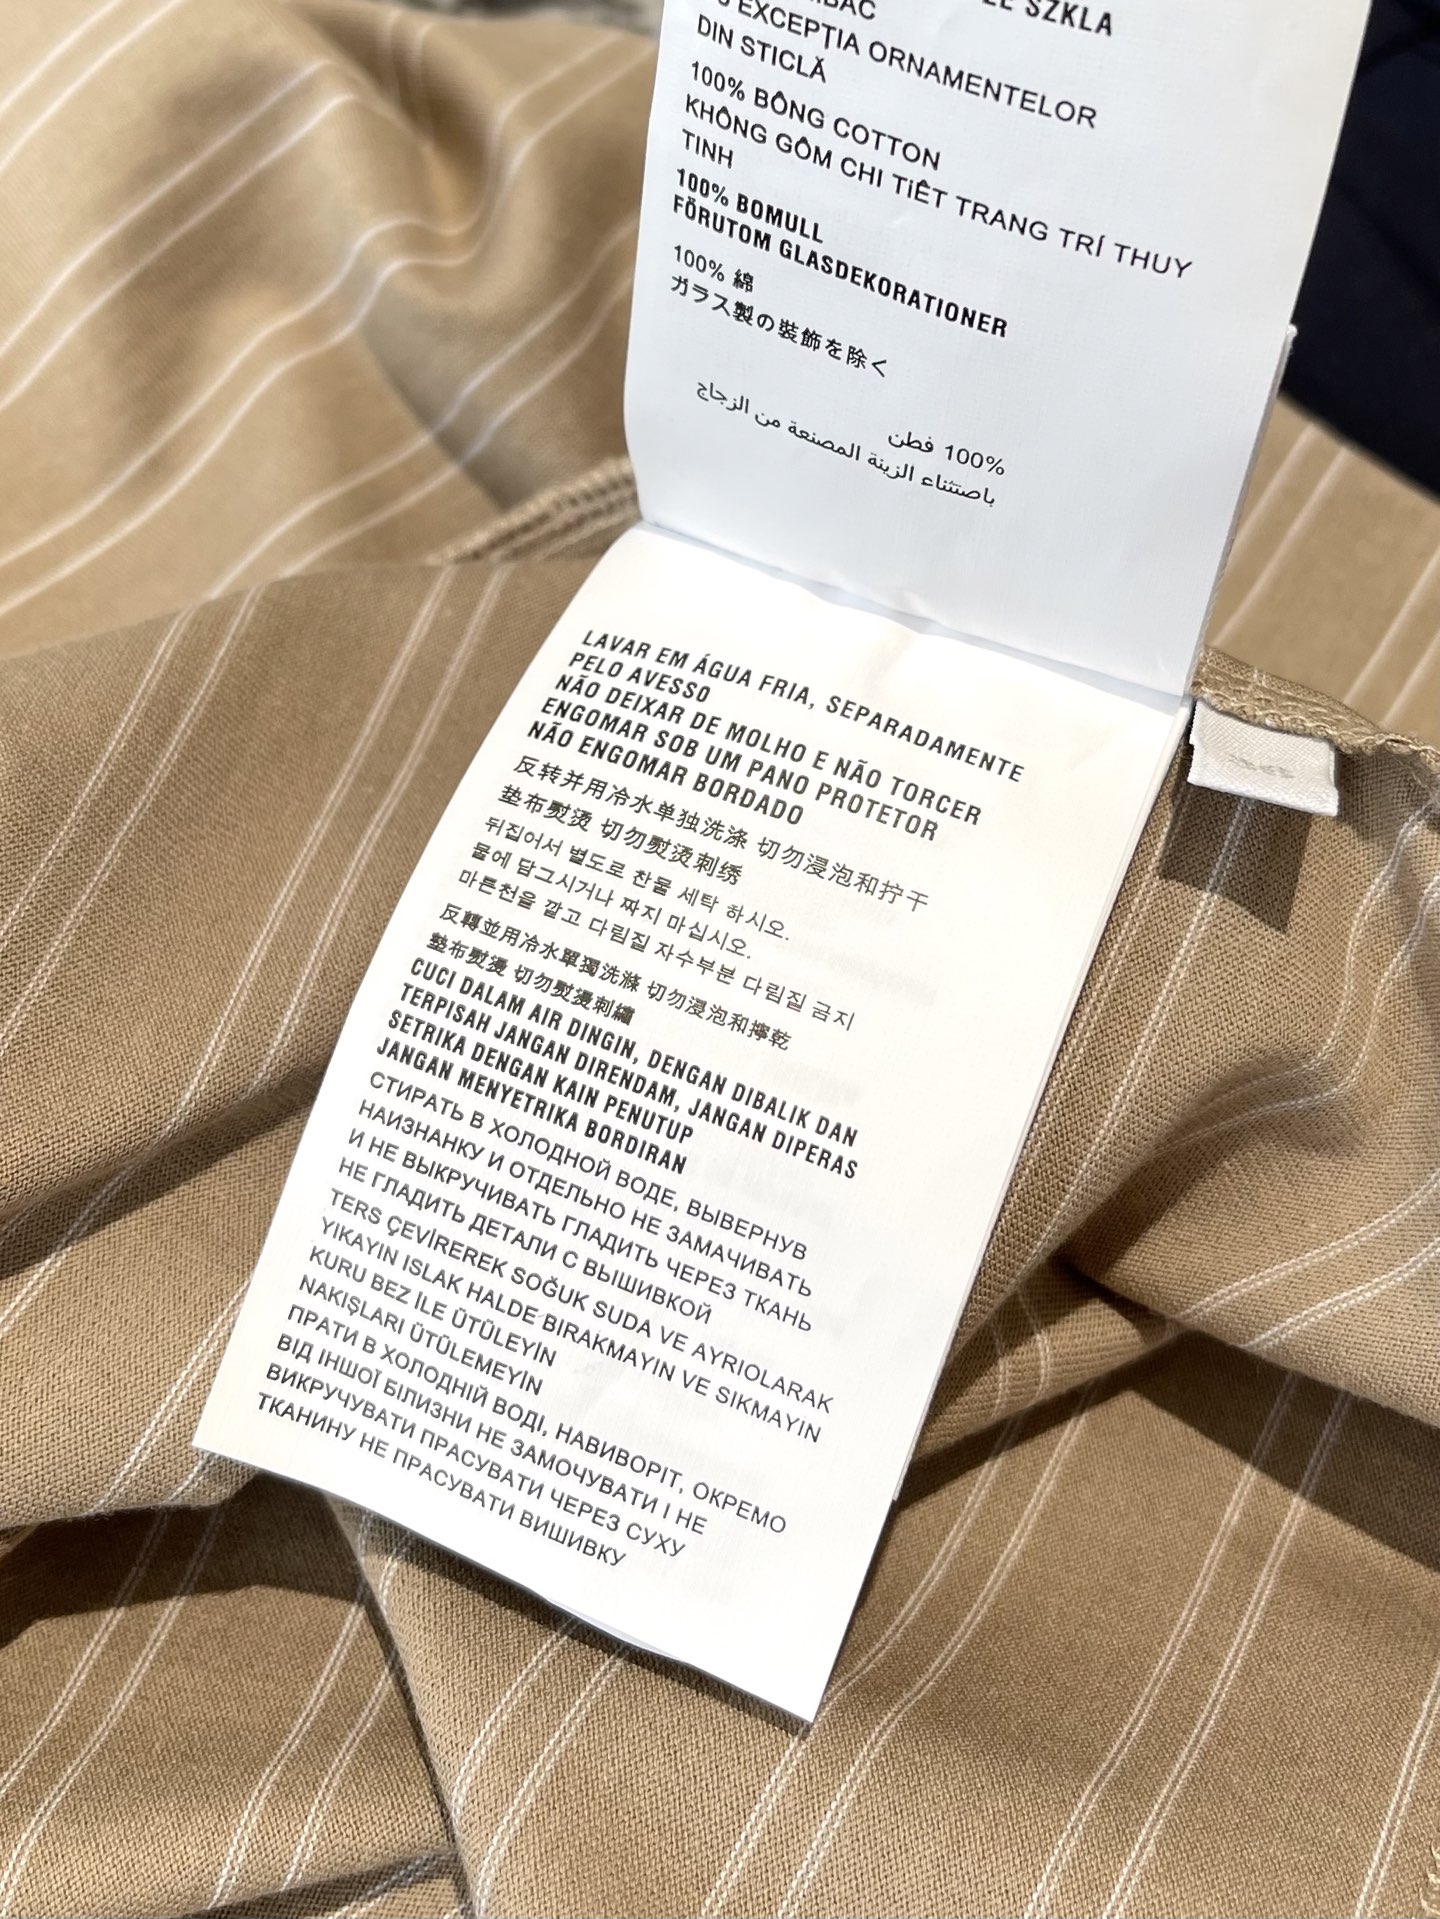 SZKLA
EXCEPȚIA ORNAMENTELOR
DIN STICLĂ
100% BÔNG COTTON
KHÔNG GÔM CHI TiÊT TRANG TRÍ THUY
TINH
100% BOMULL
FÖRUTOM GLASDEKORATIONER
100% 綿
ガラス製の装飾を除く
100% قطن
باصتثناء الزينة المصنعة من الزجاج
LAVAR EM ÁGUA FRIA, SEPARADAMENTE
PELO AVESSO
NÃO DEIXAR DE MOLHO E NÃO TORCER
ENGOMAR SOB UM PANO PROTETOR
NÃO ENGOMAR BORDADO
反转并用冷水单独洗涤 切勿浸泡和拧干
垫布熨烫 切勿熨烫刺绣
뒤집어서 별도로 찬물 세탁 하시오.
물에 담그시거나 짜지 마십시오.
마른천을 깔고 다림질 자수부분 다림질 금지
反轉並用冷水單獨洗滌 切勿浸泡和擰乾
墊布熨燙 切勿熨燙刺繡
CUCI DALAM AIR DINGIN, DENGAN DIBALIK DAN
TERPISAH JANGAN DIRENDAM, JANGAN DIPERAS
SETRIKA DENGAN KAIN PENUTUP
JANGAN MENYETRIKA BORDIRAN
СТИРАТЬ В ХОЛОДНОЙ ВОДЕ, ВЫВЕРНУВ
НАИЗНАНКУ И ОТДЕЛЬНО НЕ ЗАМАЧИВАТЬ
И НЕ ВЫКРУЧИВАТЬ ГЛАДИТЬ ЧЕРЕЗ ТКАНЬ
НЕ ГЛАДИТЬ ДЕТАЛИ С ВЫШИВКОЙ
TERS ÇEVİREREK SOĞUK SUDA VE AYRIOLARAK
YIKAYIN ISLAK HALDE BIRAKMAYIN VE SIKMAYIN
KURU BEZ İLE ÜTÜLEYİN
NAKIŞLARI ÜTÜLEMEYİN
ПРАТИ В ХОЛОДНІЙ ВОДІ, НАВИВОРІТ, ОКРЕМО
ВІД ІНШОЇ БІЛИЗНИ НЕ ЗАМОЧУВАТИ І НЕ
ВИКРУЧУВАТИ ПРАСУВАТИ ЧЕРЕЗ СУХУ
ТКАНИНУ НЕ ПРАСУВАТИ ВИШИВКУ